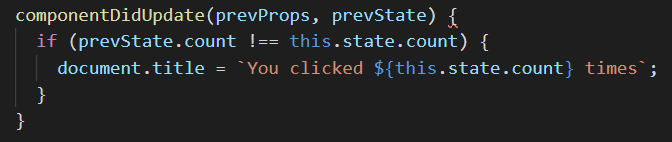 componentDidUpdate(prevProps, prevState) {
  if (prevState.count !== this.state.count) {
    document.title = `You clicked ${this.state.count} times`;
  }
}